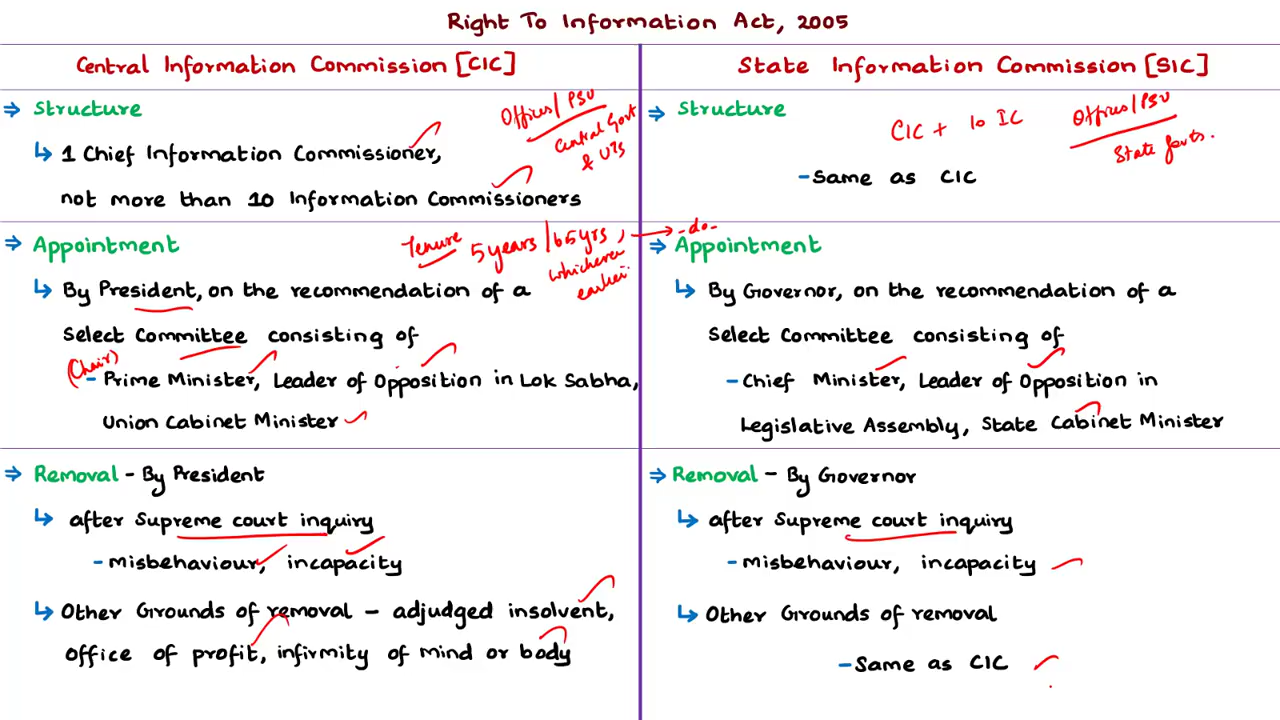 Right To Information Act, 2005
Central Information Commission [CIC]
⇒ Structure
↳ 1 Chief Information Commissioner,
not more than 10 Information Commissioners
Offices/PSU
Central Govt
& UTs
⇒ Appointment
Tenure 5 years / 65 yrs, → -do-
whichever
earlier
↳ By President, on the recommendation of a
Select Committee consisting of
(Chair)
- Prime Minister, Leader of Opposition in Lok Sabha,
Union Cabinet Minister
⇒ Removal - By President
↳ after Supreme court inquiry
- misbehaviour, incapacity
↳ Other Grounds of removal - adjudged insolvent,
office of profit, infirmity of mind or body
State Information Commission [SIC]
⇒ Structure
CIC + 10 IC
Offices/PSU
State Govts.
- Same as CIC
⇒ Appointment
↳ By Governor, on the recommendation of a
Select Committee consisting of
- Chief Minister, Leader of Opposition in
Legislative Assembly, State Cabinet Minister
⇒ Removal - By Governor
↳ after Supreme court inquiry
- Misbehaviour, incapacity
↳ Other Grounds of removal
- Same as CIC